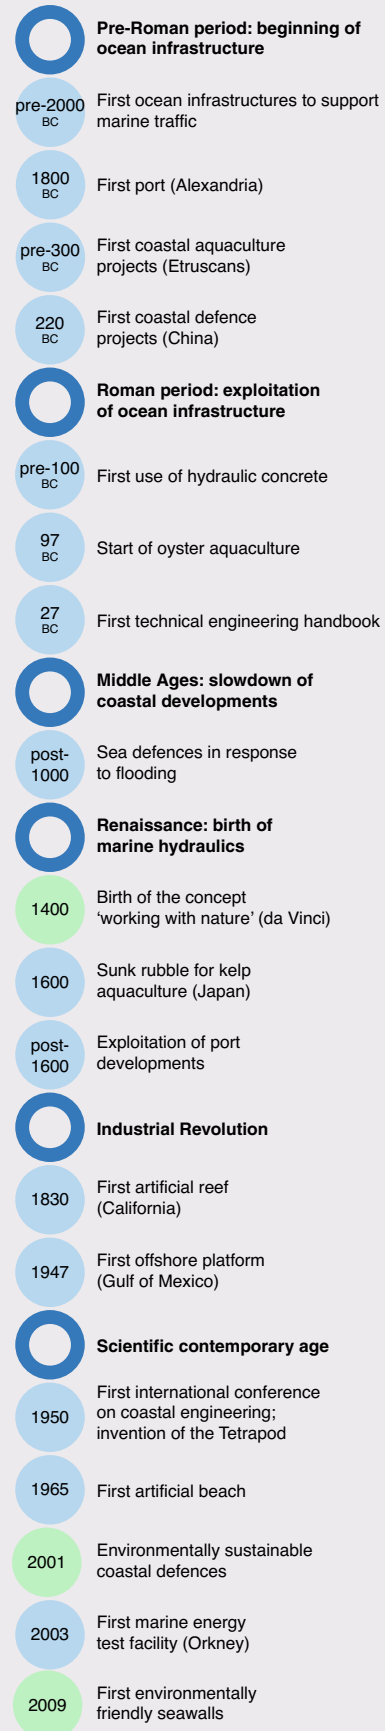 Pre-Roman period: beginning of
ocean infrastructure
pre-2000
BC
First ocean infrastructures to support
marine traffic
1800
BC
First port (Alexandria)
pre-300
BC
First coastal aquaculture
projects (Etruscans)
220
BC
First coastal defence
projects (China)
Roman period: exploitation
of ocean infrastructure
pre-100
BC
First use of hydraulic concrete
97
BC
Start of oyster aquaculture
27
BC
First technical engineering handbook
Middle Ages: slowdown of
coastal developments
post-
1000
Sea defences in response
to flooding
Renaissance: birth of
marine hydraulics
1400
Birth of the concept
‘working with nature’ (da Vinci)
1600
Sunk rubble for kelp
aquaculture (Japan)
post-
1600
Exploitation of port
developments
Industrial Revolution
1830
First artificial reef
(California)
1947
First offshore platform
(Gulf of Mexico)
Scientific contemporary age
1950
First international conference
on coastal engineering;
invention of the Tetrapod
1965
First artificial beach
2001
Environmentally sustainable
coastal defences
2003
First marine energy
test facility (Orkney)
2009
First environmentally
friendly seawalls